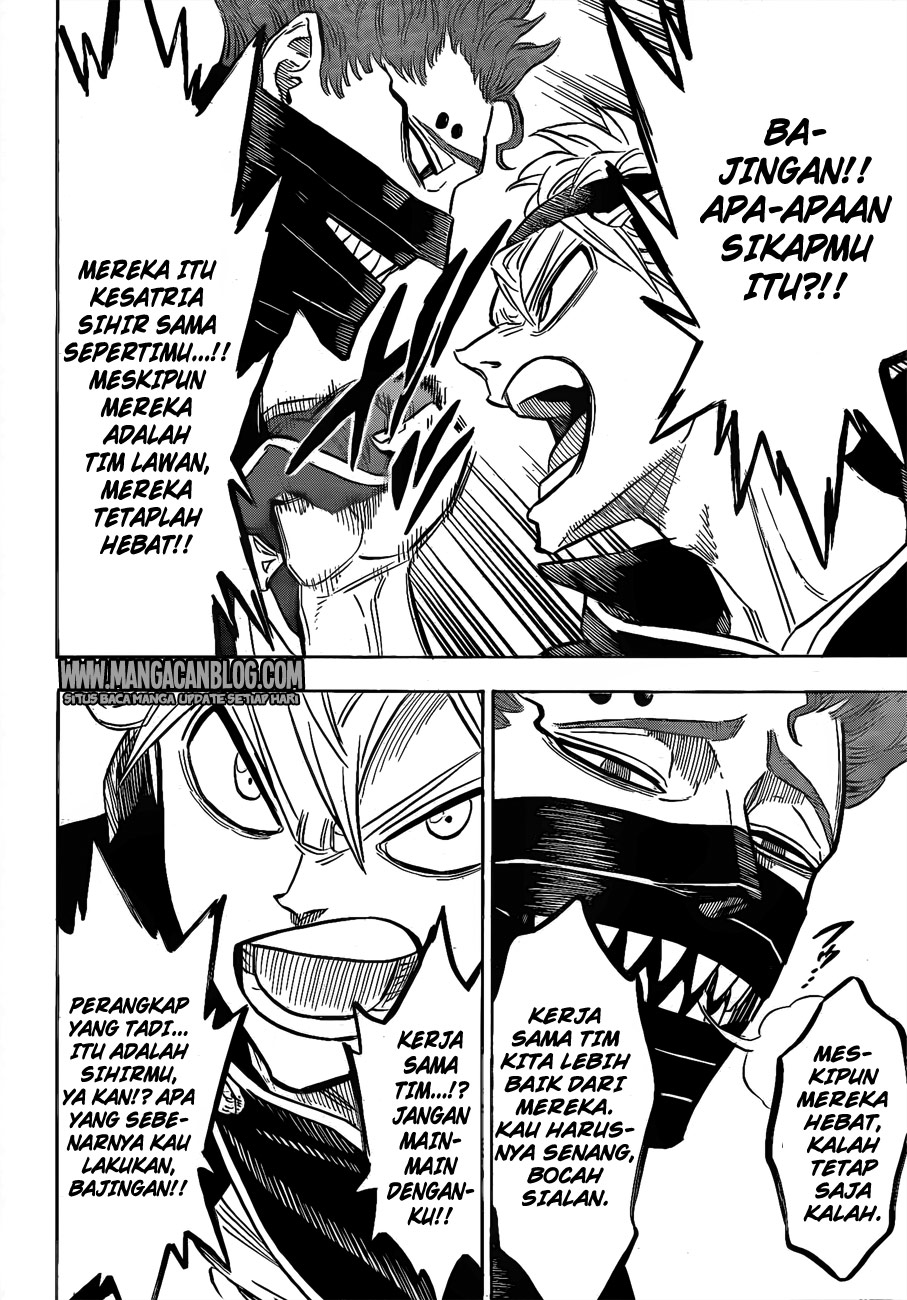 BA-
JINGAN!!
APA-APAAN
SIKAPMU
ITU?!!
MEREKA ITU
KESATRIA
SIHIR SAMA
SEPERTIMU...!!
MESKIPUN
MEREKA
ADALAH
TIM LAWAN,
MEREKA
TETAPLAH
HEBAT!!
WWW.MANGACANBLOG.COM
SITUS BACA MANGA UPDATE SETIAP HARI
MES-
KIPUN
MEREKA
HEBAT,
KALAH
TETAP
SAJA
KALAH.
KERJA
SAMA TIM
KITA LEBIH
BAIK DARI
MEREKA.
KAU HARUS-
NYA SENANG,
BOCAH
SIALAN.
KERJA
SAMA
TIM...!?
JANGAN
MAIN-
MAIN
DENGAN-
KU!!
PERANGKAP
YANG TADI...
ITU ADALAH
SIHIRMU,
YA KAN!? APA
YANG SEBE-
NARNYA KAU
LAKUKAN,
BAJINGAN!!